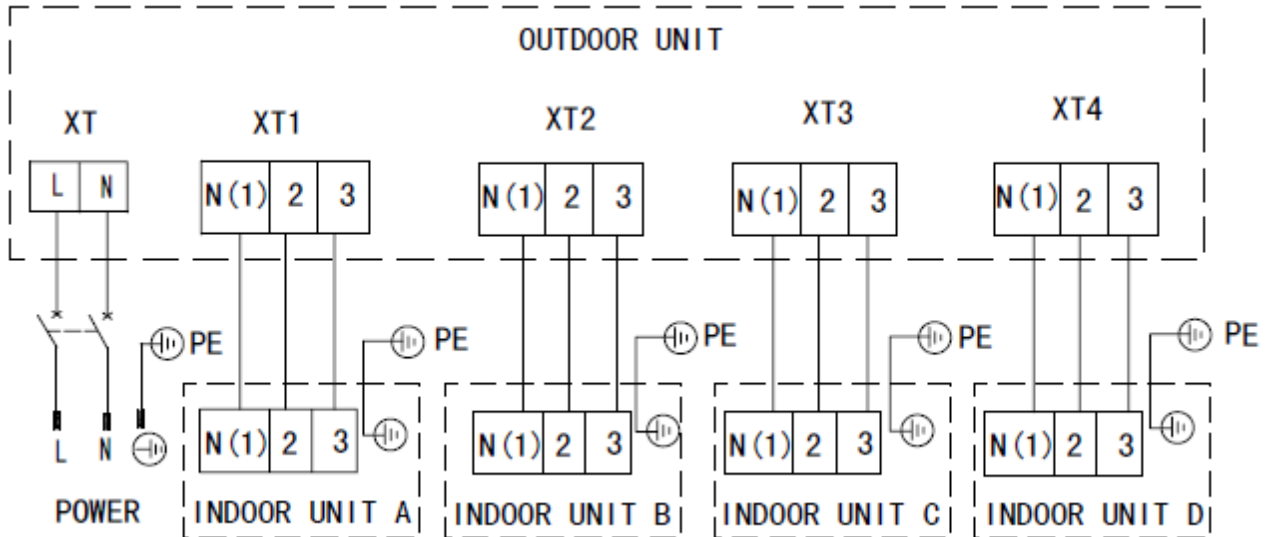 OUTDOOR UNIT
XT XT1 XT2 XT3 XT4
L N N(1) 2 3 N(1) 2 3 N(1) 2 3 N(1) 2 3
PE PE PE PE PE
L N N(1) 2 3 N(1) 2 3 N(1) 2 3 N(1) 2 3
POWER INDOOR UNIT A INDOOR UNIT B INDOOR UNIT C INDOOR UNIT D